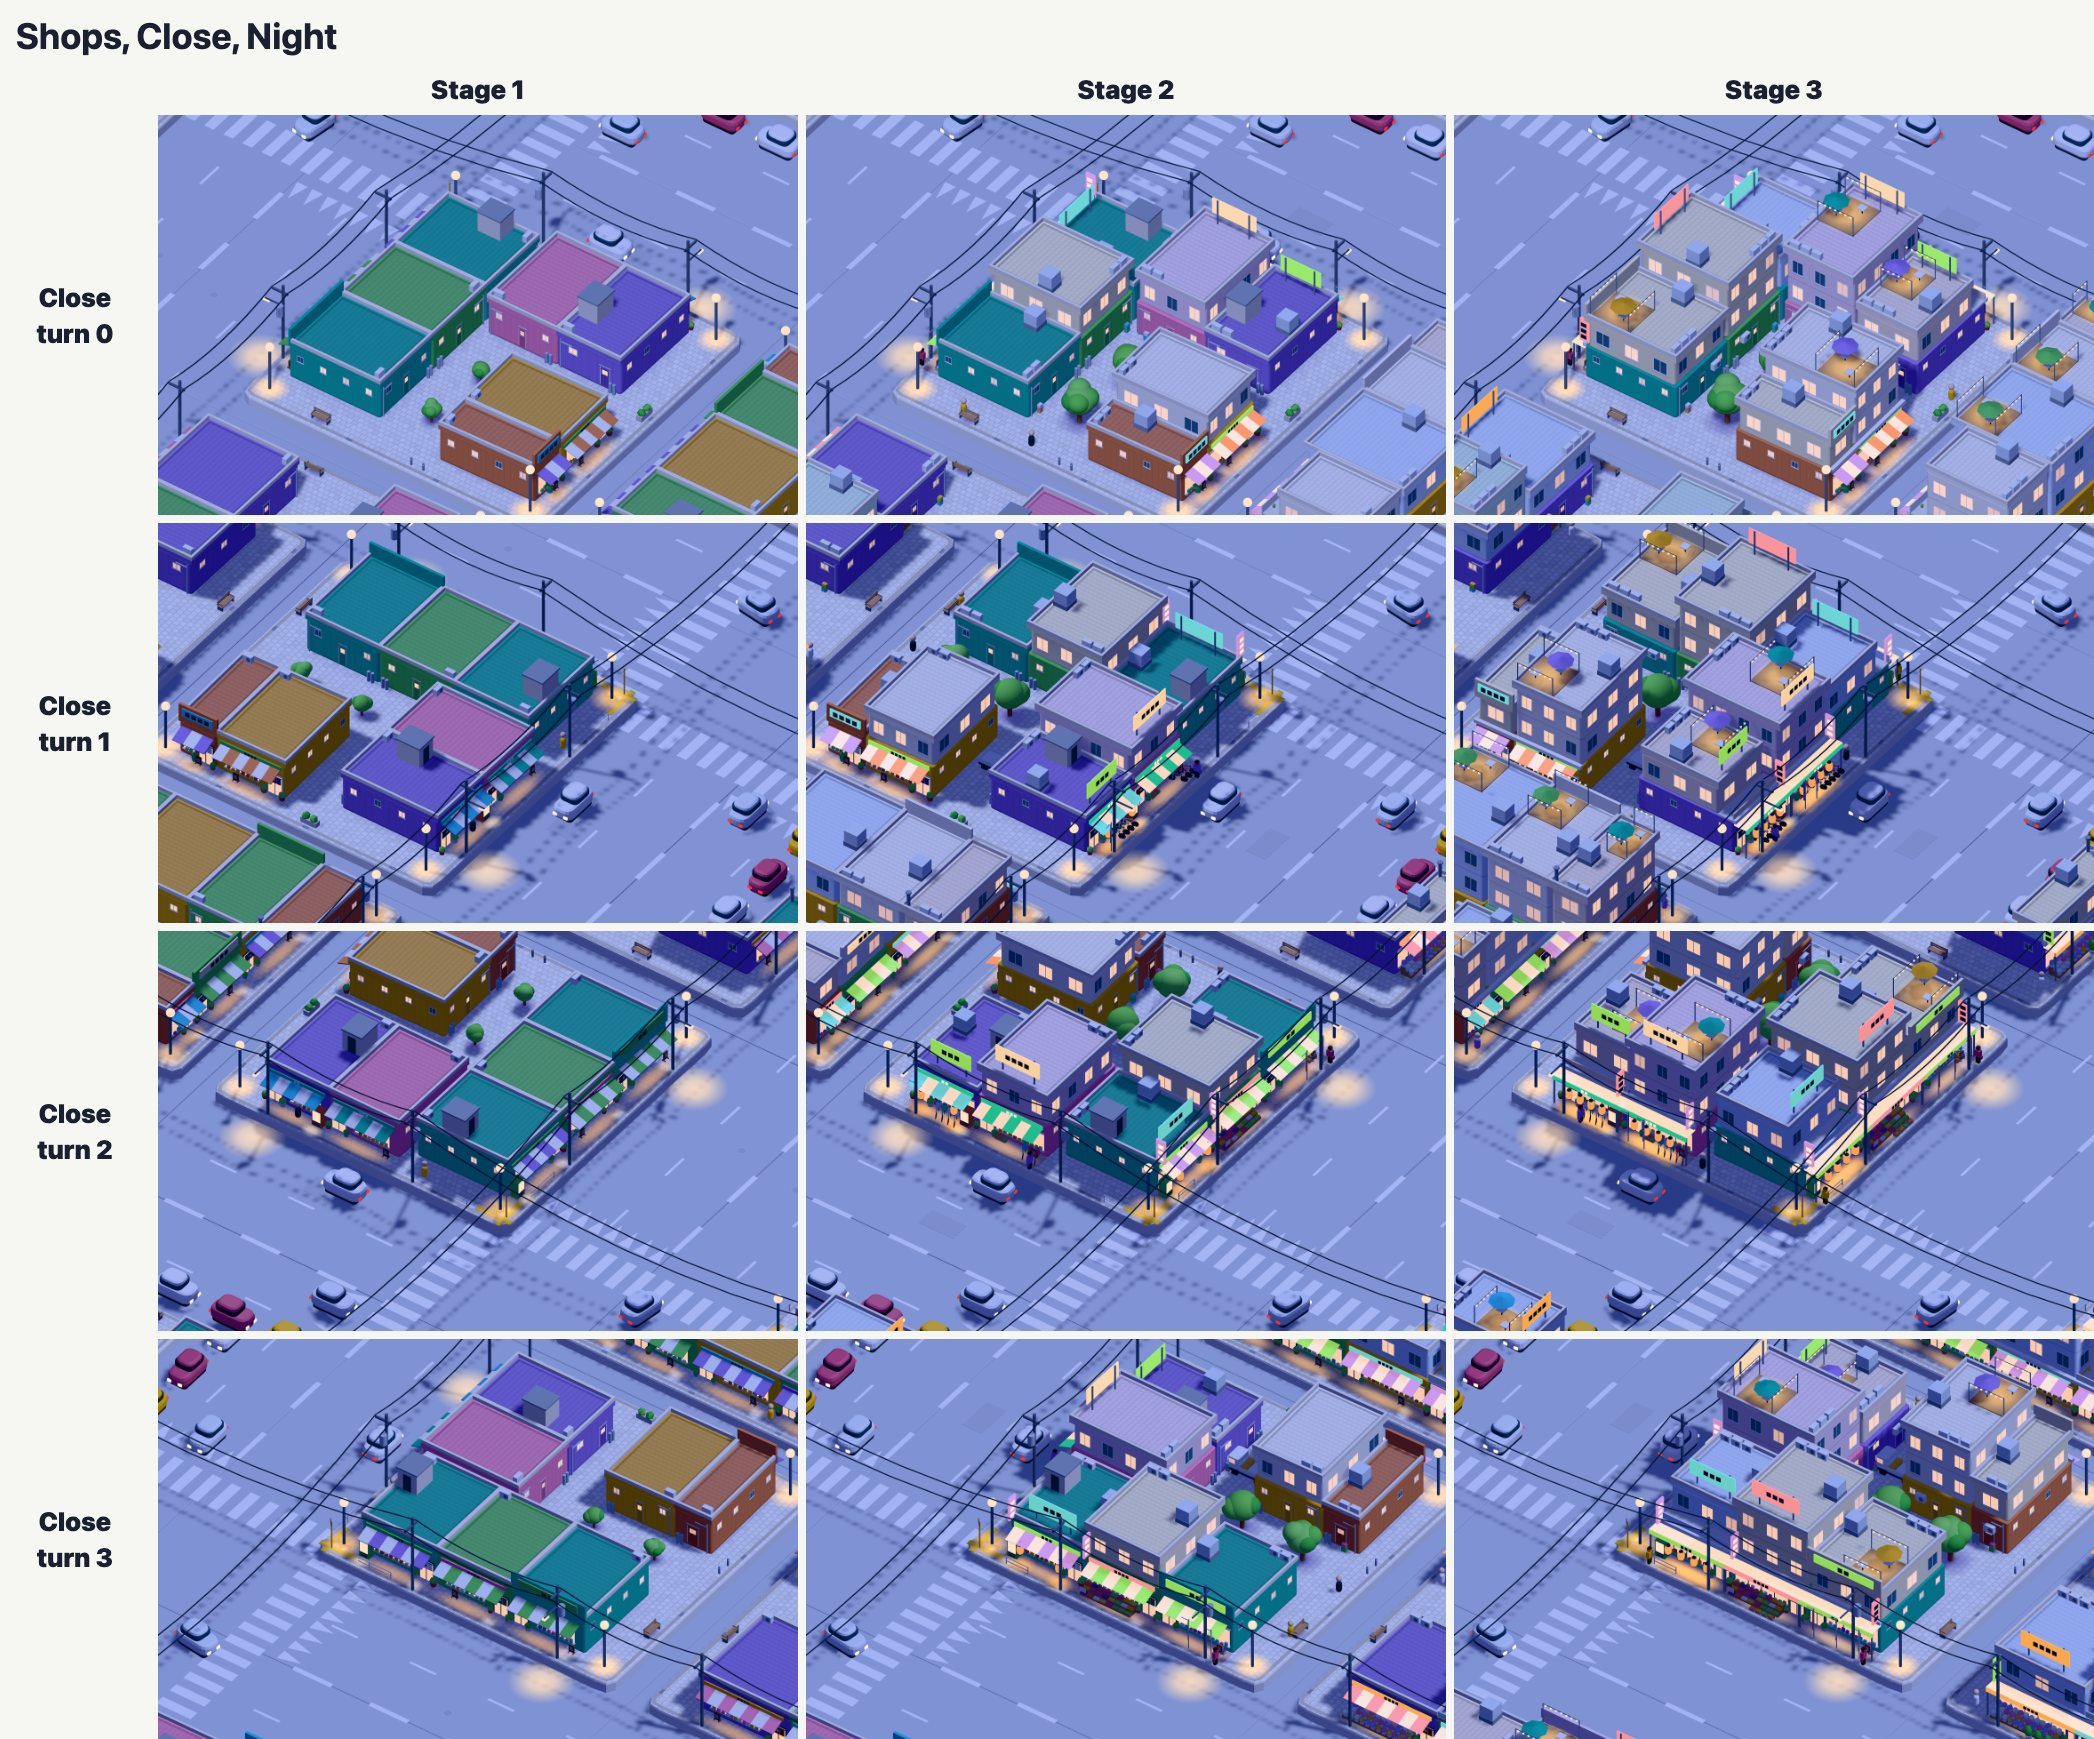 Shops, Close, Night
Stage 1
Stage 2
Stage 3
Close
turn 0
Close
turn 1
Close
turn 2
Close
turn 3